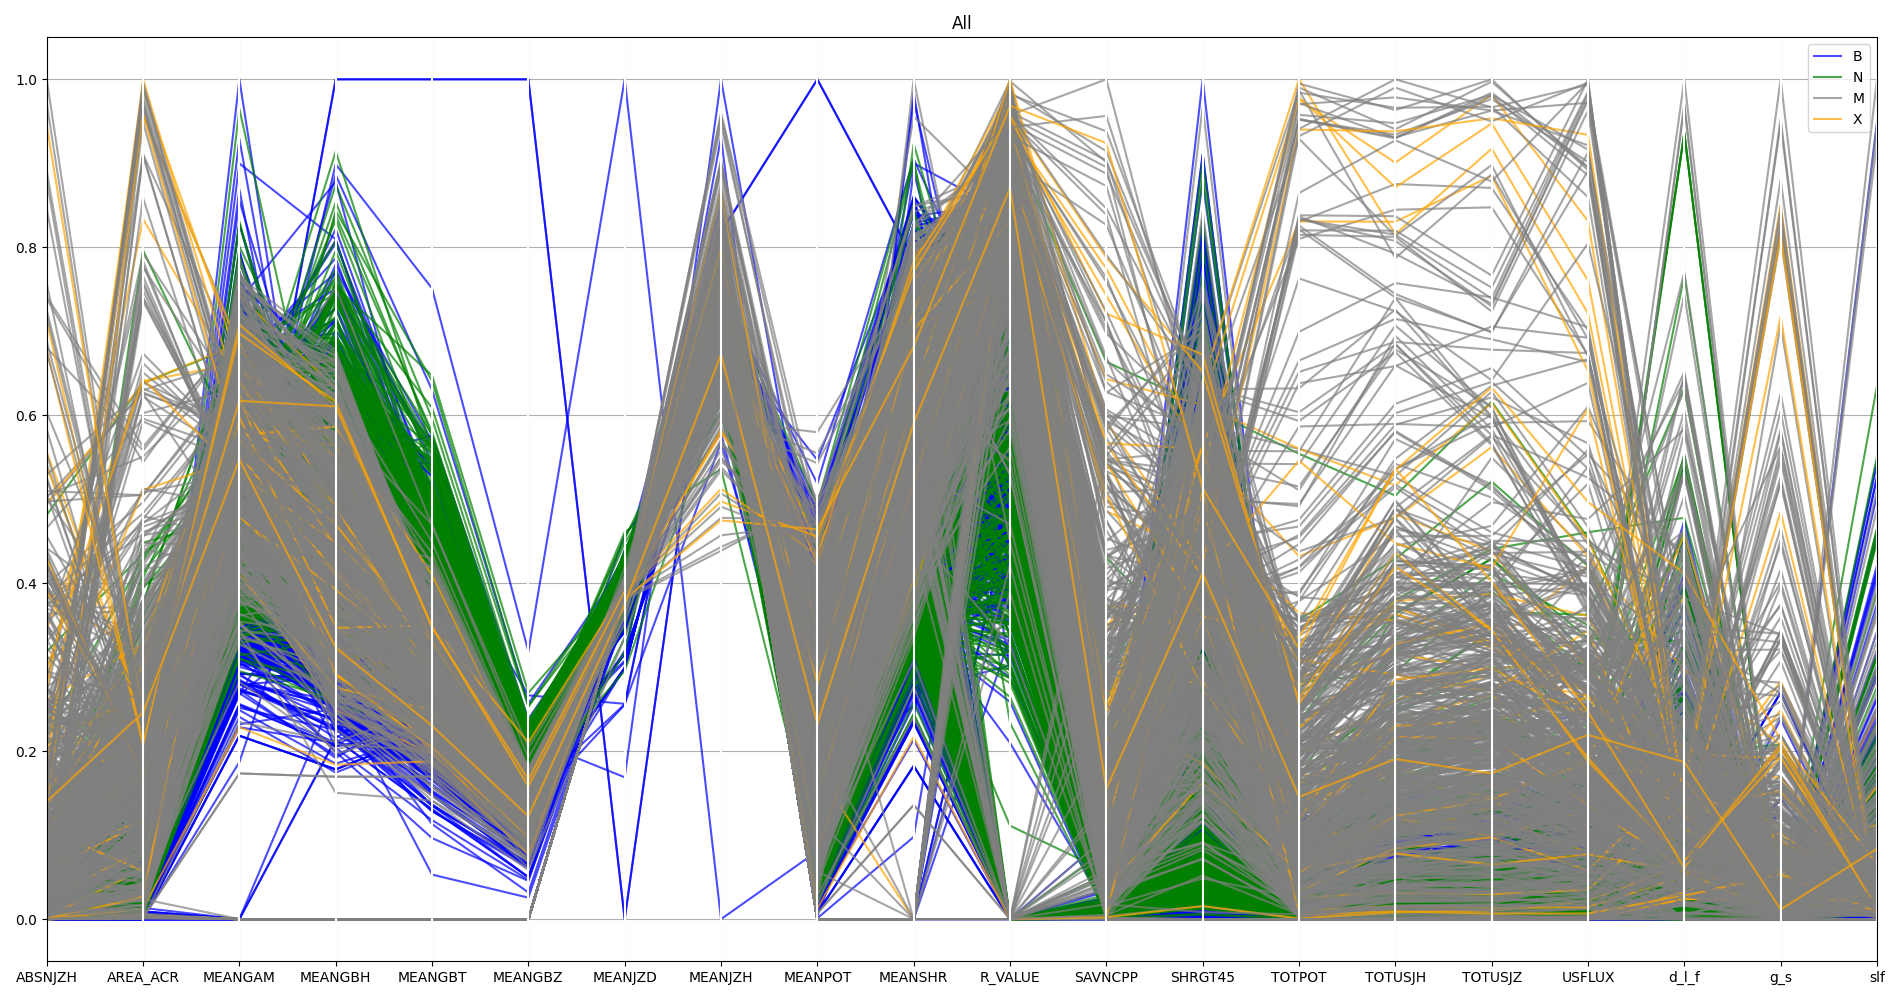 All
B
N
M
X
1.0
0.8
0.6
0.4
0.2
0.0
ABSNJZH AREA_ACR MEANGAM MEANGBH MEANGBT MEANGBZ MEANJZD MEANJZH MEANPOT MEANSHR R_VALUE SAVNCPP SHRGT45 TOTPOT TOTUSJH TOTUSJZ USFLUX d_l_f g_s slf